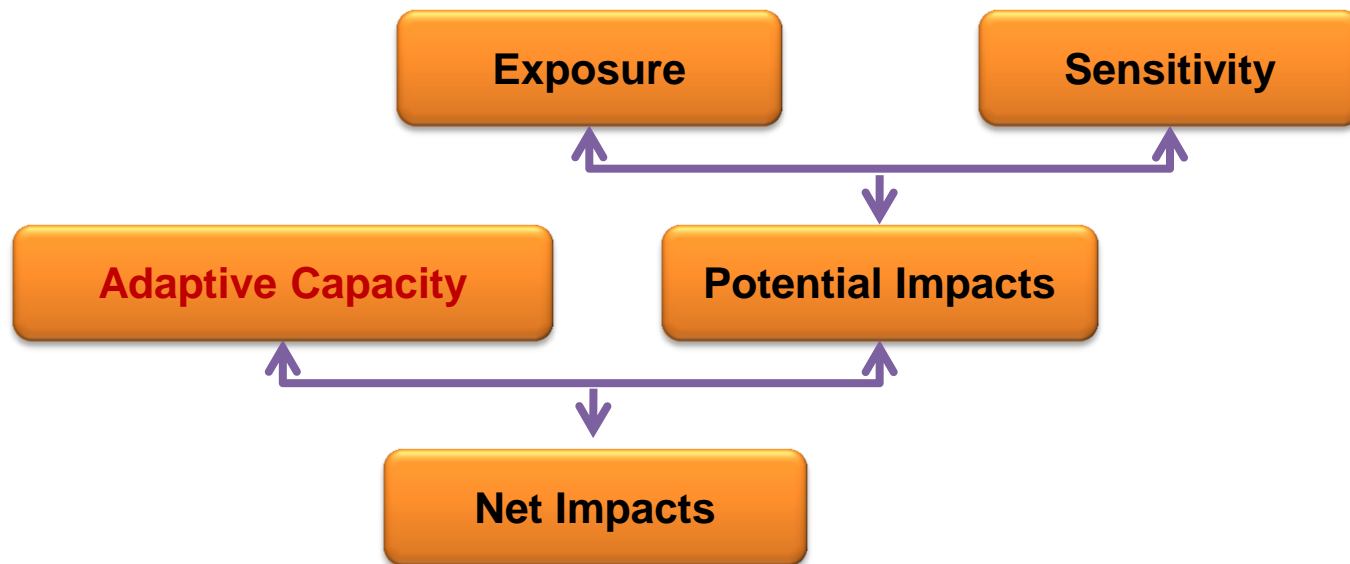 Exposure
Sensitivity
Adaptive Capacity
Potential Impacts
Net Impacts